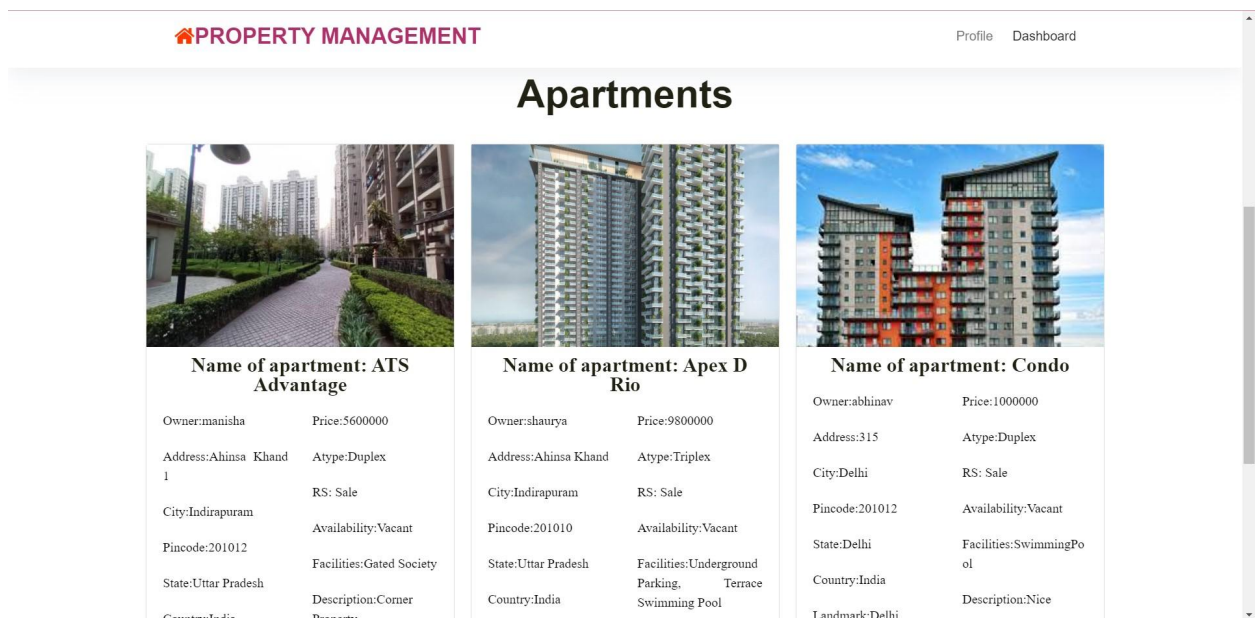 PROPERTY MANAGEMENT
Profile Dashboard
Apartments
Name of apartment: ATS
Advantage
Owner:manisha
Address:Ahinsa Khand
1
City:Indirapuram
Pincode:201012
State:Uttar Pradesh
Country:India
Price:5600000
Atype:Duplex
RS: Sale
Availability:Vacant
Facilities:Gated Society
Description:Corner
Property
Name of apartment: Apex D
Rio
Owner:shaurya
Address:Ahinsa Khand
City:Indirapuram
Pincode:201010
State:Uttar Pradesh
Country:India
Price:9800000
Atype:Triplex
RS: Sale
Availability:Vacant
Facilities:Underground
Parking, Terrace
Swimming Pool
Name of apartment: Condo
Owner:abhinav
Address:315
City:Delhi
Pincode:201012
State:Delhi
Country:India
Landmark:Delhi
Price:1000000
Atype:Duplex
RS: Sale
Availability:Vacant
Facilities:SwimmingPo
ol
Description:Nice